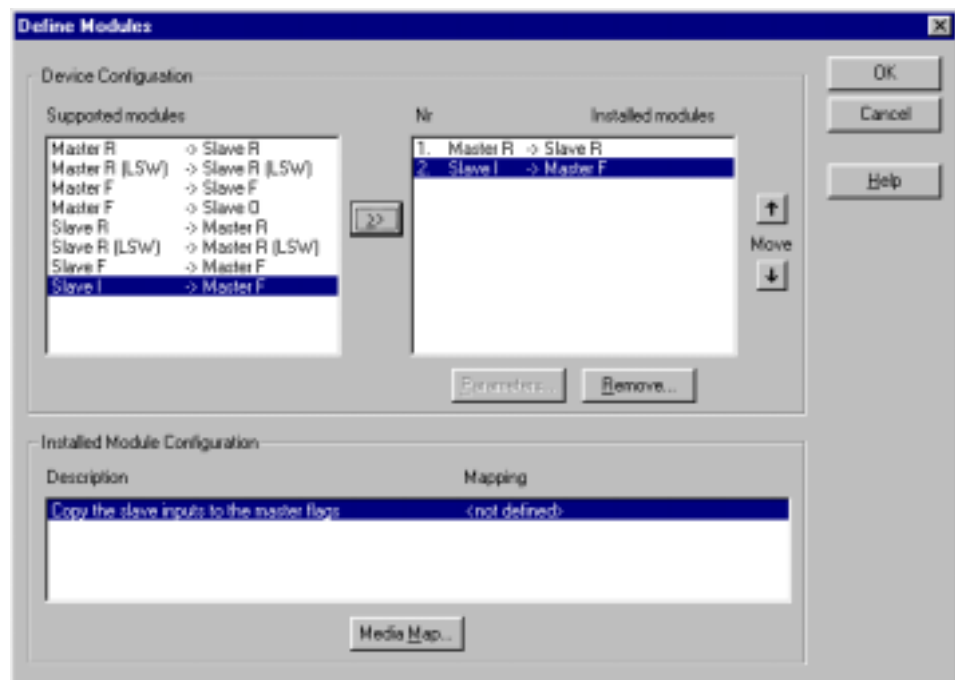 Define Modules
Device Configuration
OK
Supported modules
Nr Installed modules
Cancel
Master R -> Slave R
Master R (LSW) -> Slave R (LSW)
Master F -> Slave F
Master F -> Slave O
Slave R -> Master R
Slave R (LSW) -> Master R (LSW)
Slave F -> Master F
Slave I -> Master F
>>
1. Master R -> Slave R
2. Slave I -> Master F
Help
Move
Parameters...
Remove...
Installed Module Configuration
Description Mapping
Copy the slave inputs to the master flags <not defined>
Media Map...